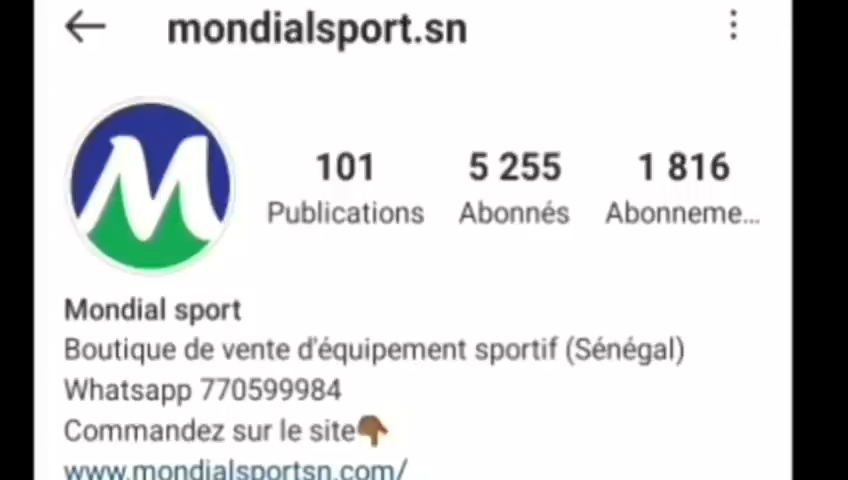 mondialsport.sn
M
101 5 255 1 816
Publications Abonnés Abonneme...
Mondial sport
Boutique de vente d'équipement sportif (Sénégal)
Whatsapp 770599984
Commandez sur le site👇🏾
www.mondialsportsn.com/